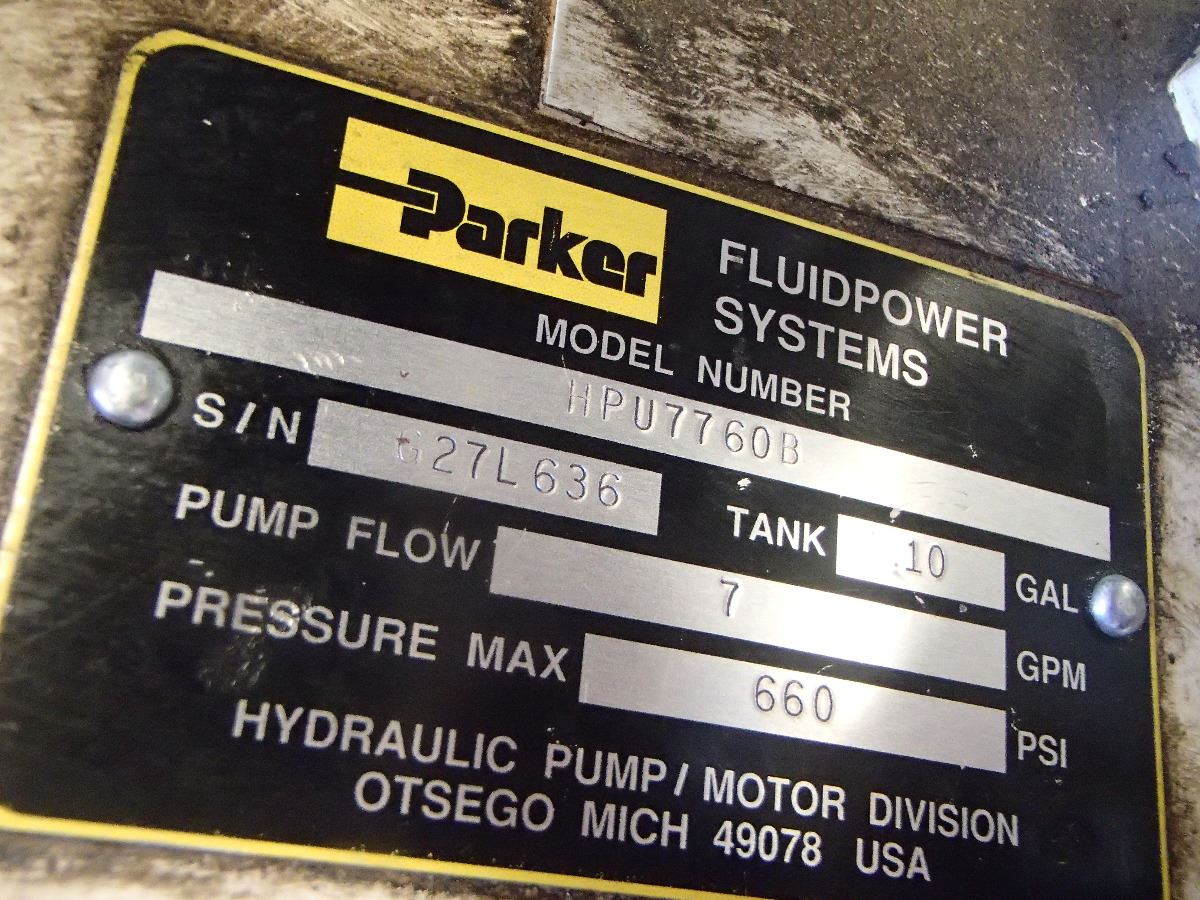 Parker
FLUIDPOWER
SYSTEMS
MODEL NUMBER
HPU7760B
S/N G27L636
TANK 10 GAL
PUMP FLOW 7 GPM
PRESSURE MAX 660 PSI
HYDRAULIC PUMP/MOTOR DIVISION
OTSEGO MICH 49078 USA